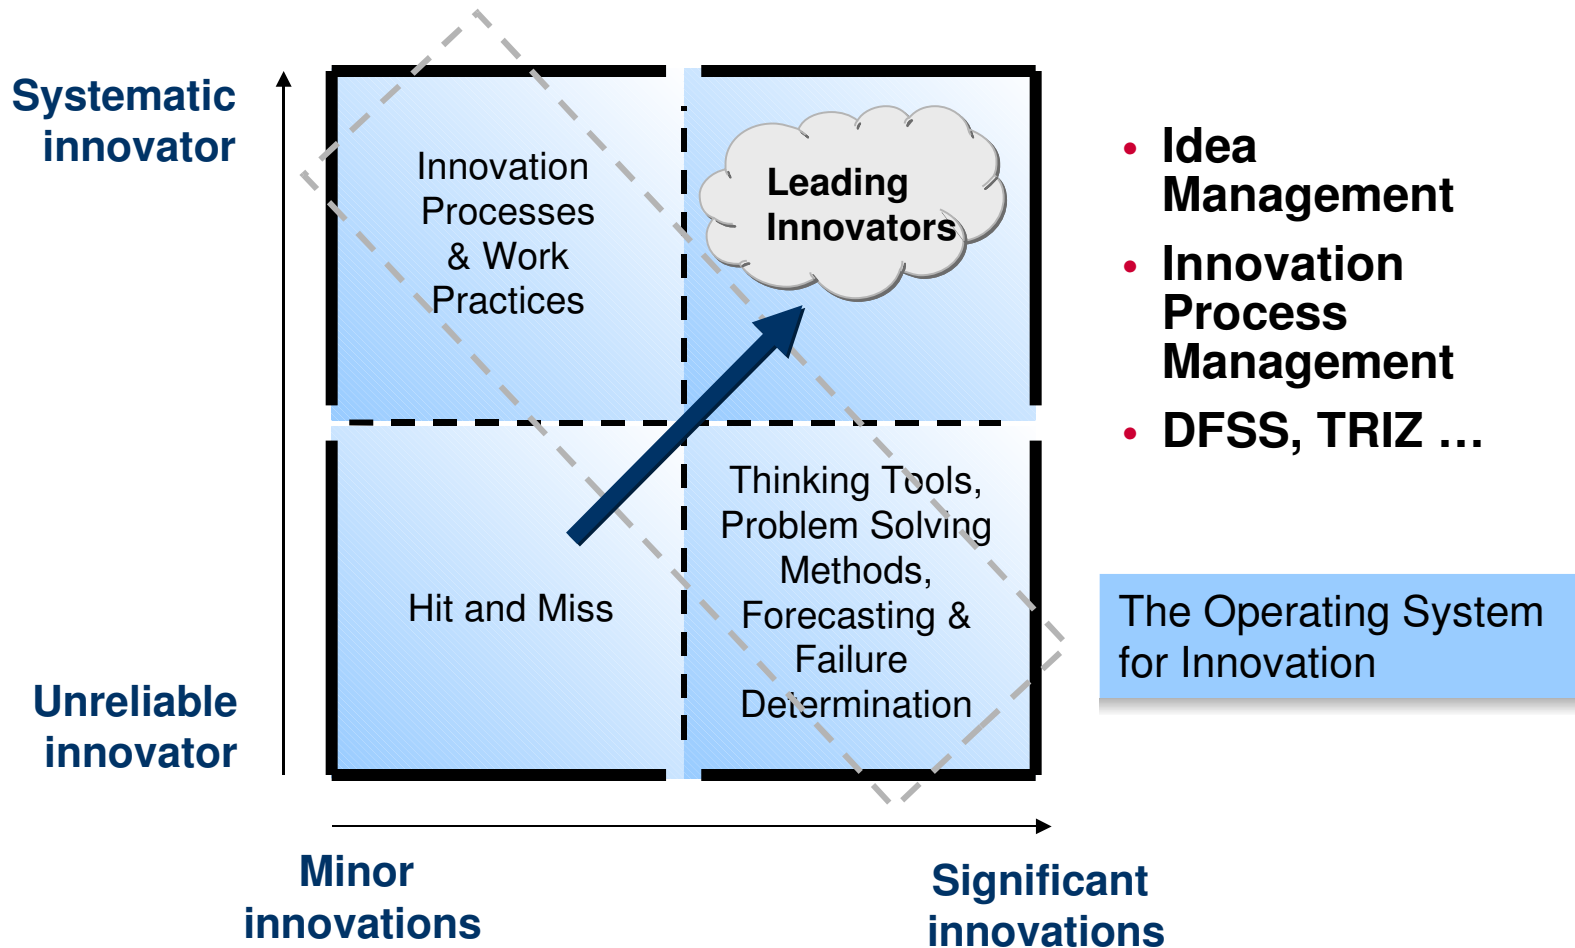 Systematic
innovator
Innovation
Processes
& Work
Practices
Leading
Innovators
Hit and Miss
Thinking Tools,
Problem Solving
Methods,
Forecasting &
Failure
Determination
Unreliable
innovator
Minor
innovations
Significant
innovations
• Idea
Management
• Innovation
Process
Management
• DFSS, TRIZ …
The Operating System
for Innovation